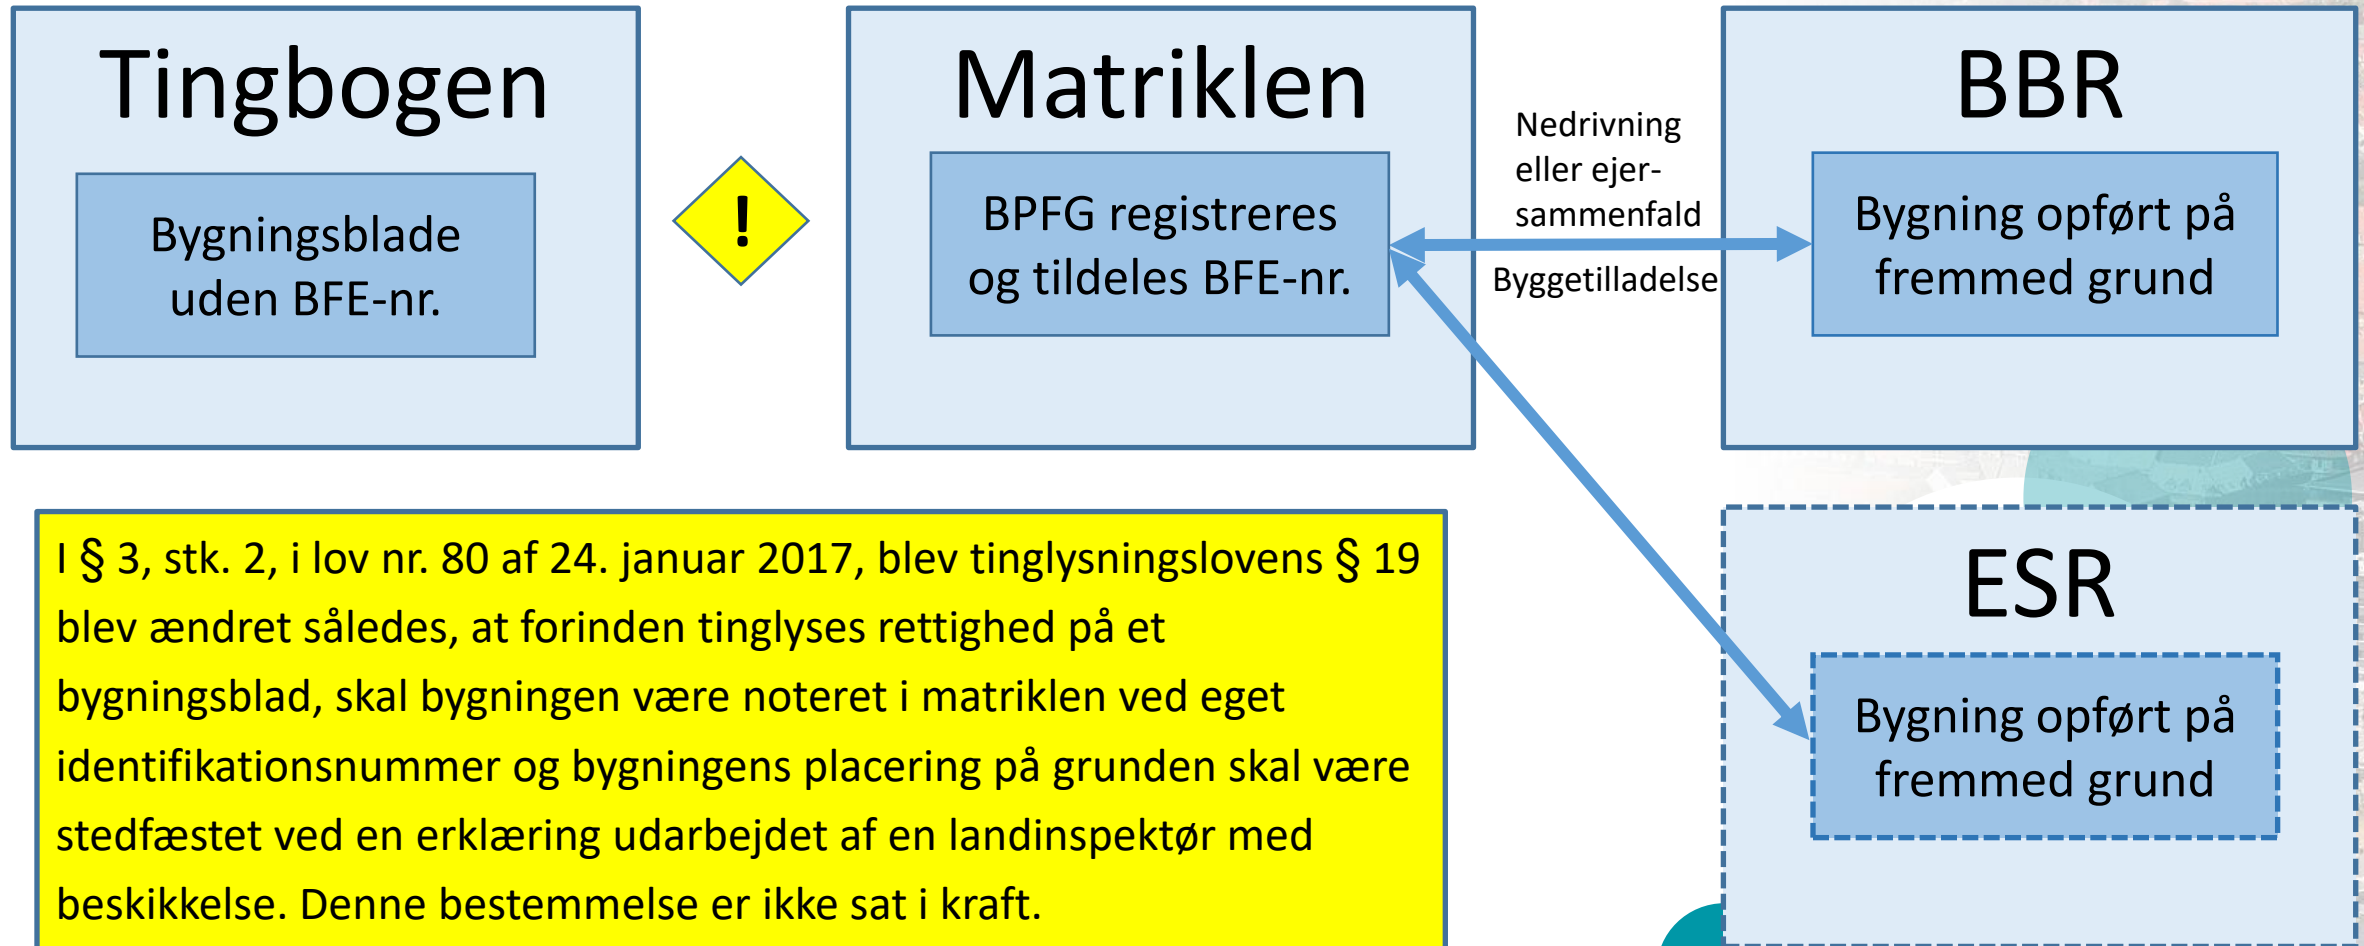 Tingbogen
Bygningsblade
uden BFE-nr.
!
Matriklen
BPFG registreres
og tildeles BFE-nr.
Nedrivning
eller ejer-
sammenfald
Byggetilladelse
BBR
Bygning opført på
fremmed grund
I § 3, stk. 2, i lov nr. 80 af 24. januar 2017, blev tinglysningslovens § 19
blev ændret således, at forinden tinglyses rettighed på et
bygningsblad, skal bygningen være noteret i matriklen ved eget
identifikationsnummer og bygningens placering på grunden skal være
stedfæstet ved en erklæring udarbejdet af en landinspektør med
beskikkelse. Denne bestemmelse er ikke sat i kraft.
ESR
Bygning opført på
fremmed grund